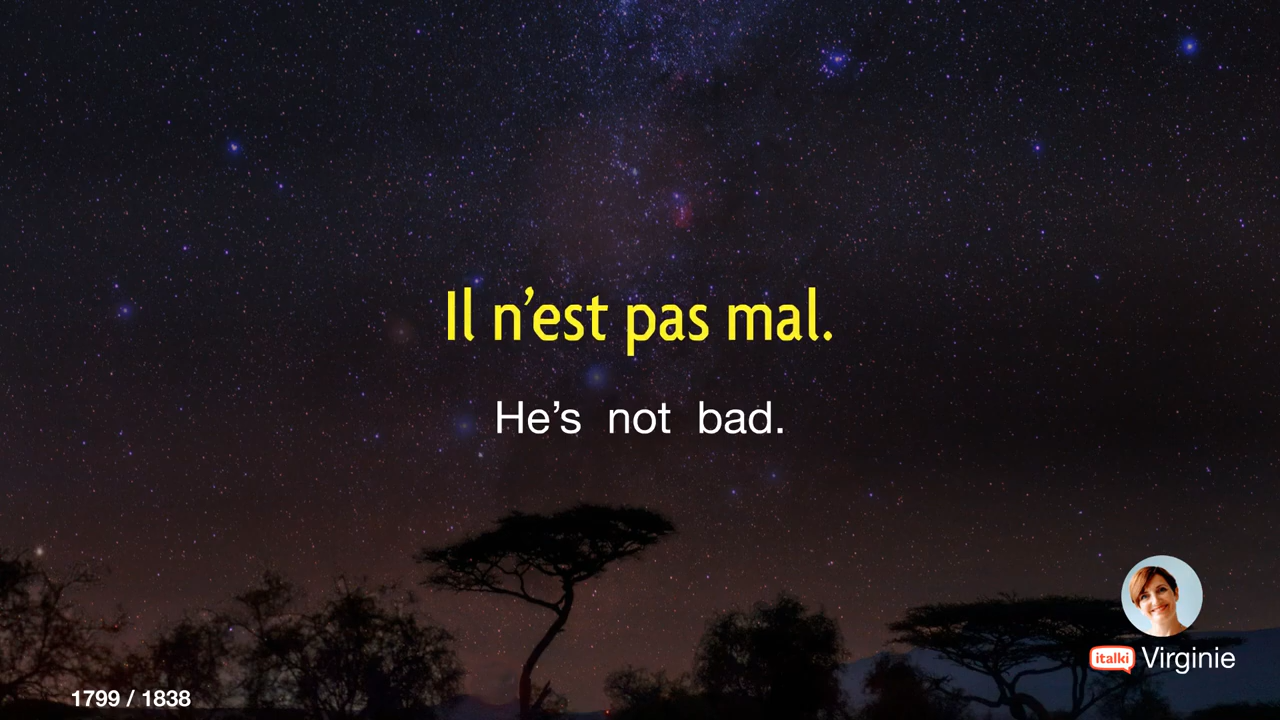 Il n’est pas mal.
He’s not bad.
italki Virginie
1799 / 1838